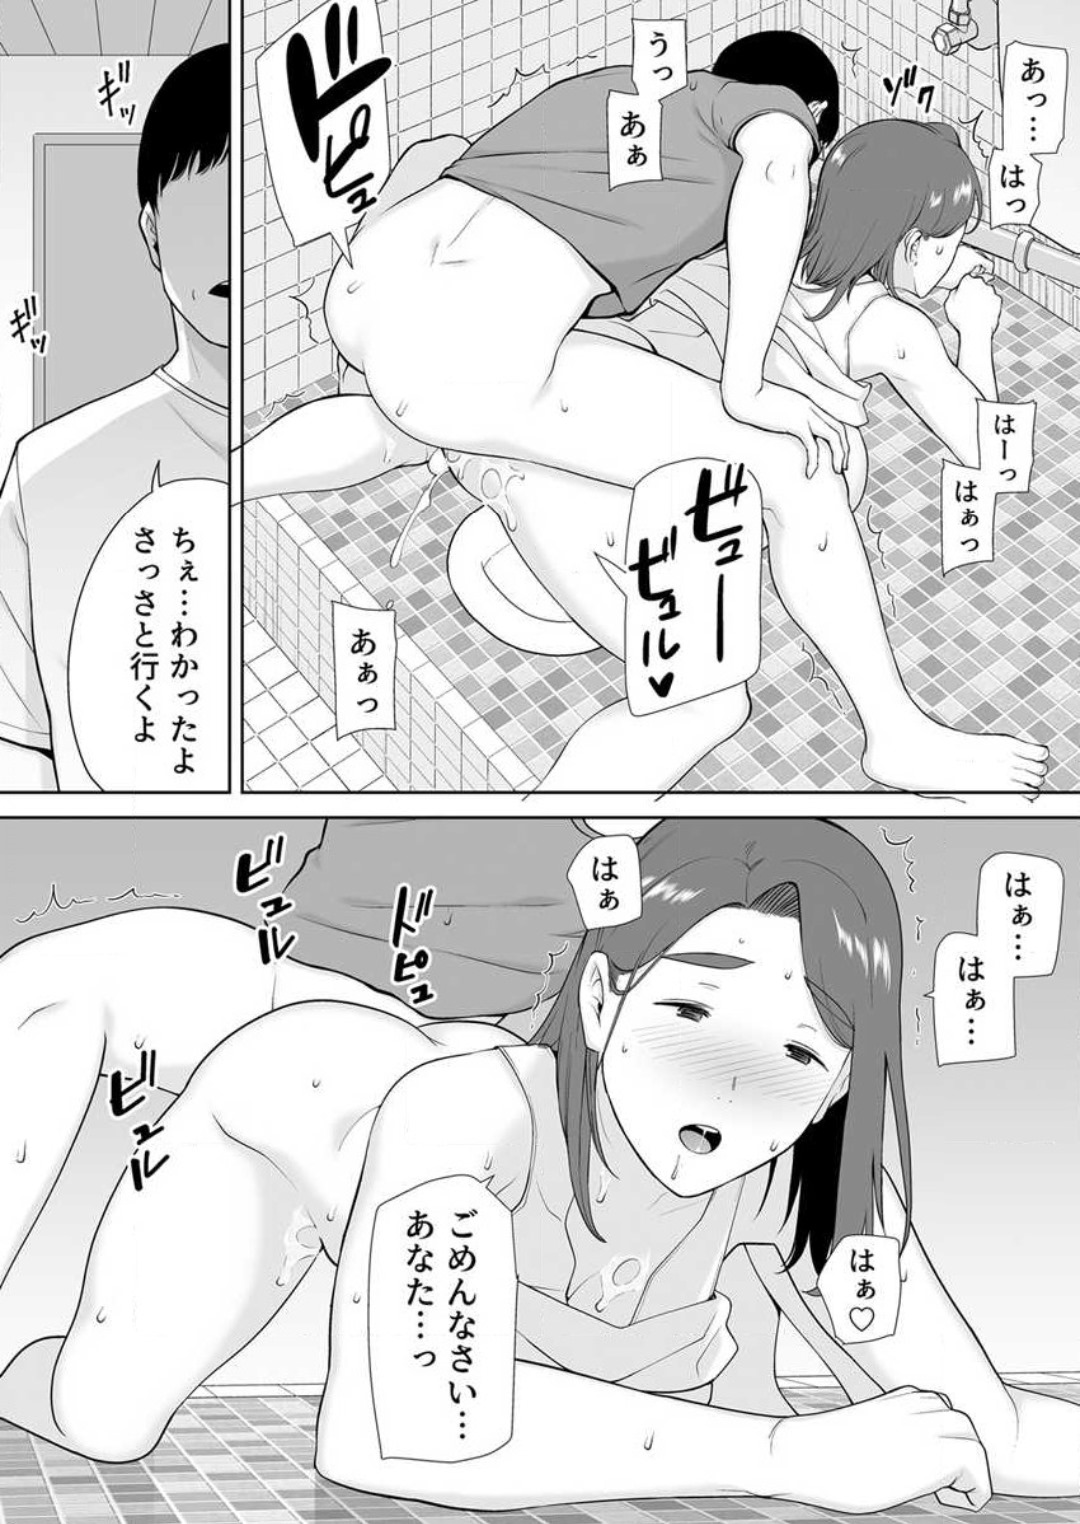 あっ…
はっ
ゾクッ
うっ
あぁ
ドピュ
はーっ
はぁっ
ビュー
ビュルッ♥
あぁっ
ギッ
ギッ
ちぇ…わかったよ
さっさと行くよ
はぁ…
はぁ…
はぁ
ドピュ
ビュル
ビュル
はぁ♡
ごめんなさい…
あなた…っ